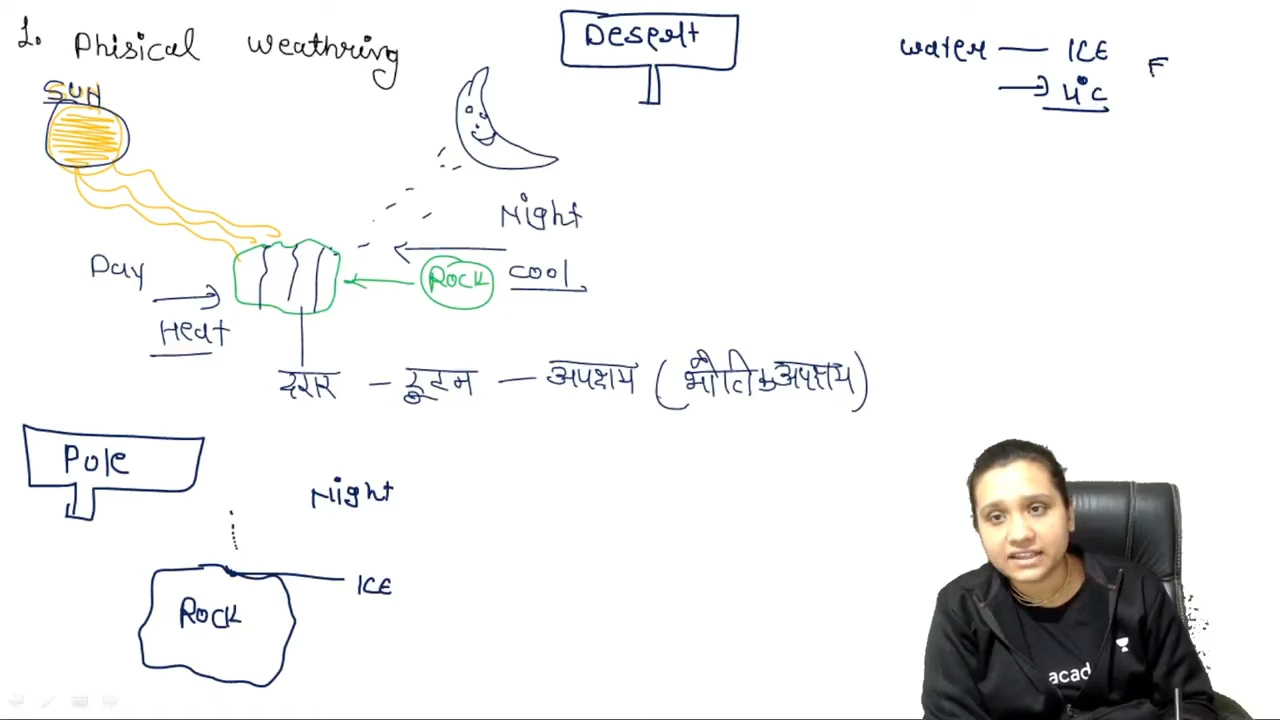 1. Phisical weathring
Desert
water — ICE
→ 4°C
F
SUN
Night
Day
Heat
ROCK
cool
दरार – टूटन — अपक्षय (भौतिक अपक्षय)
Pole
Night
ICE
ROCK
acad